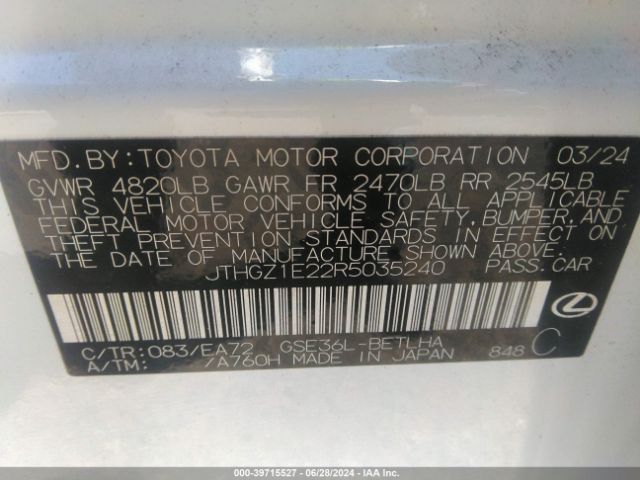 MFD.BY:TOYOTA MOTOR CORPORATION 03/24
GVWR 4820LB GAWR FR 2470LB RR 2545LB
THIS VEHICLE CONFORMS TO ALL APPLICABLE
FEDERAL MOTOR VEHICLE SAFETY,BUMPER,AND
THEFT PREVENTION STANDARDS IN EFFECT ON
THE DATE OF MANUFACTURE SHOWN ABOVE.
JTHGZ1E22R5035240 PASS.CAR
C/TR:083/EA72 GSE36L-BETLHA
A/TM: /A760H MADE IN JAPAN 848 C
000-39715527 | 06/28/2024 | IAA Inc.